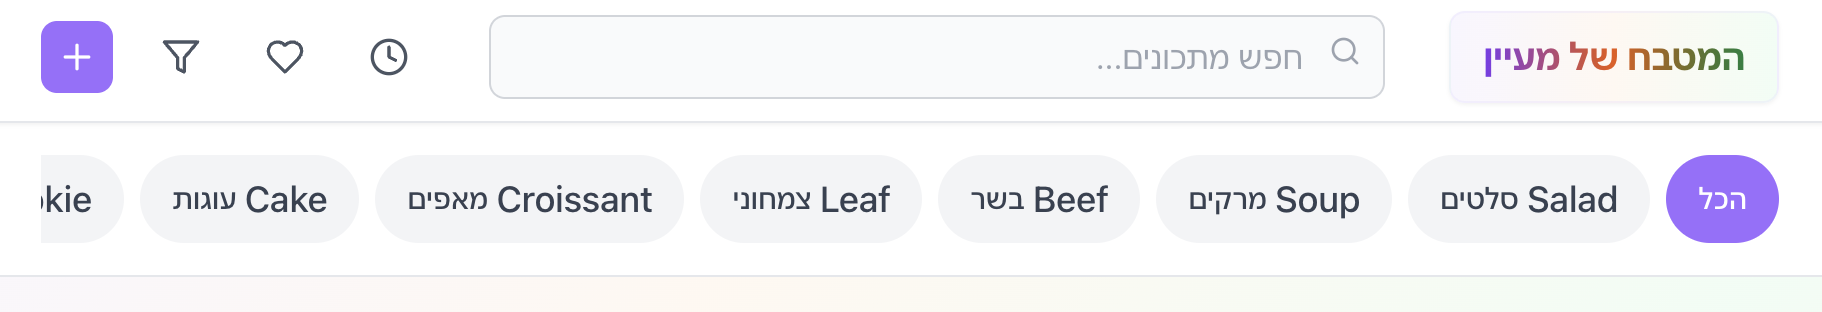 המטבח של מעיין
חפש מתכונים...
הכל
Salad סלטים
Soup מרקים
Beef בשר
Leaf צמחוני
Croissant מאפים
Cake עוגות
kie